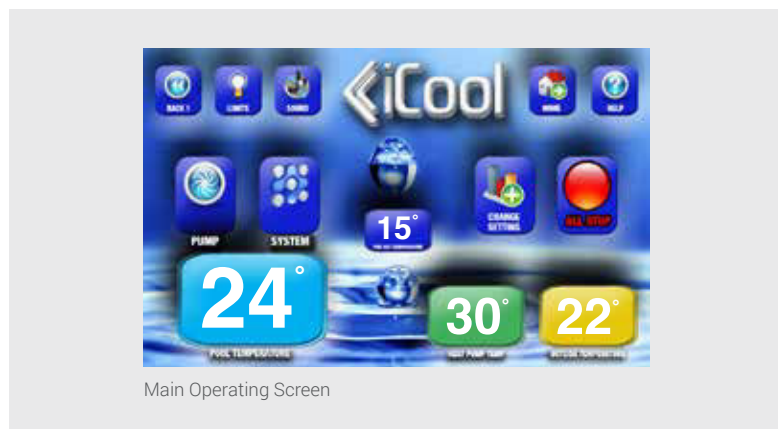 BACK 1
LIMITS
SOUND
iCool
HOME
HELP
PUMP
SYSTEM
15°
CHANGE
SETTING
ALL STOP
24°
30°
22°
POOL TEMPERATURE
HEAT PUMP TEMP
OUTSIDE TEMPERATURE
Main Operating Screen